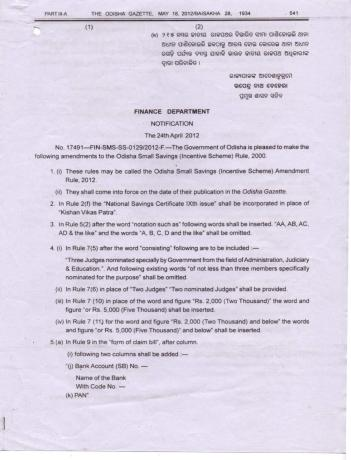 PART III-A THE ODISHA GAZETTE, MAY 18, 2012/BAISAKHA 28, 1934 541
(1) (2)
FINANCE DEPARTMENT
NOTIFICATION
The 24th April 2012
No. 17491—FIN-SMS-SS-0129/2012-F.—The Government of Odisha is pleased to make the
following amendments to the Odisha Small Savings (Incentive Scheme) Rule, 2000.
1. (i) These rules may be called the Odisha Small Savings (Incentive Scheme) Amendment
Rule, 2012.
(ii) They shall come into force on the date of their publication in the Odisha Gazette.
2. In Rule 2(f) the "National Savings Certificate IXth issue" shall be incorporated in place of
"Kishan Vikas Patra".
3. In Rule 5(2) after the word "notation such as" following words shall be inserted. "AA, AB, AC,
AD & the like" and the words "A, B, C, D and the like" shall be omitted.
4. (i) In Rule 7(5) after the word "consisting" following are to be included :—
"Three Judges nominated specially by Government from the field of Administration, Judiciary
& Education.". And following existing words "of not less than three members specifically
nominated for the purpose" shall be omitted.
(ii) In Rule 7(6) in place of "Two Judges" "Two nominated Judges" shall be provided.
(iii) In Rule 7 (10) in place of the word and figure "Rs. 2,000 (Two Thousand)" the word and
figure "or Rs. 5,000 (Five Thousand) shall be inserted.
(iv) In Rule 7 (11) for the word and figure "Rs. 2,000 (Two Thousand) and below" the words
and figure "or Rs. 5,000 (Five Thousand)" and below" shall be inserted.
5.(a) In Rule 9 in the "form of claim bill", after column.
(i) following two columns shall be added :—
"(j) Bank Account (SB) No. —
Name of the Bank
With Code No. —
(k) PAN"